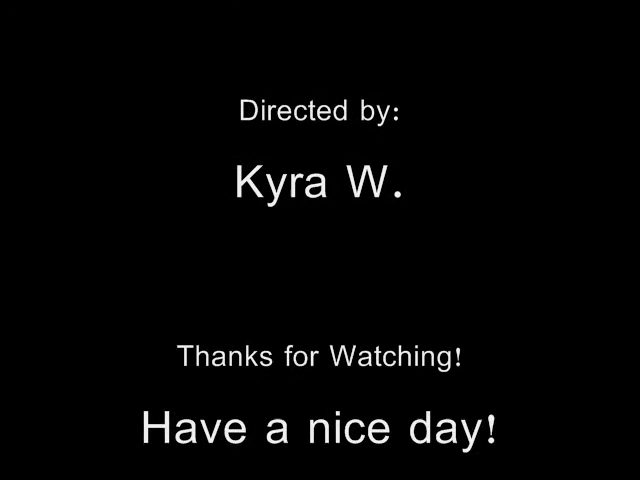 Directed by:
Kyra W.
Thanks for Watching!
Have a nice day!